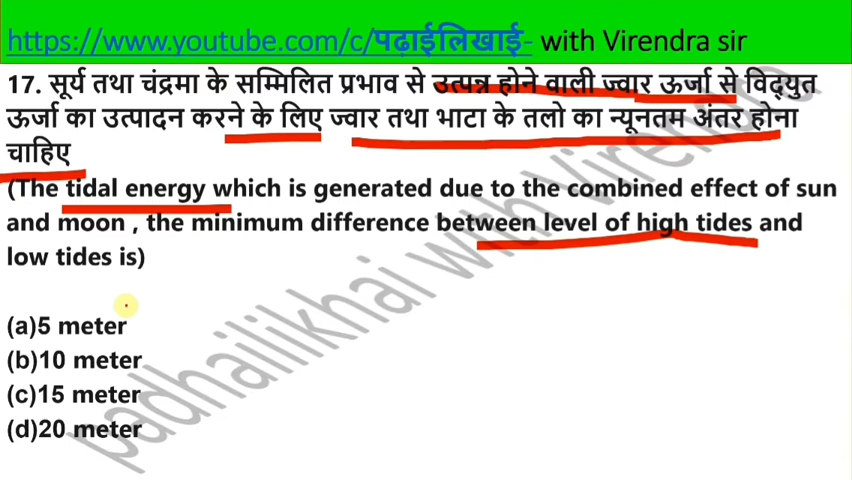 https://www.youtube.com/c/पढ़ाईलिखाई- with Virendra sir
17. सूर्य तथा चंद्रमा के सम्मिलित प्रभाव से उत्पन्न होने वाली ज्वार ऊर्जा से विद्युत
ऊर्जा का उत्पादन करने के लिए ज्वार तथा भाटा के तलो का न्यूनतम अंतर होना
चाहिए
(The tidal energy which is generated due to the combined effect of sun
and moon , the minimum difference between level of high tides and
low tides is)
(a)5 meter
(b)10 meter
(c)15 meter
(d)20 meter
padhailikhai with Virendra